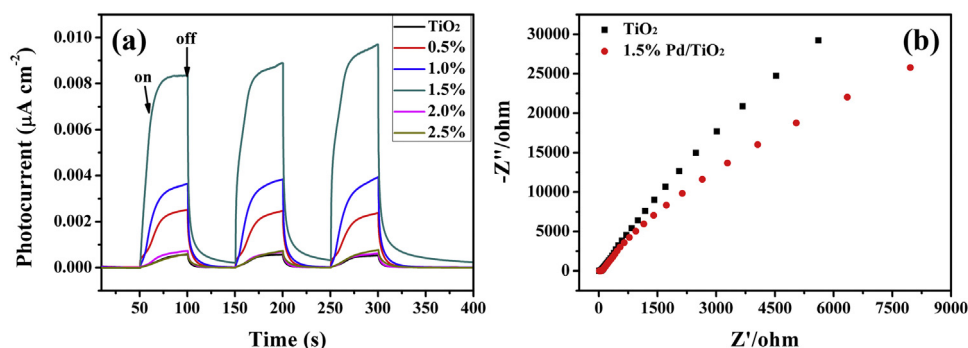 (a)
on
off
TiO₂
0.5%
1.0%
1.5%
2.0%
2.5%
Photocurrent (μA cm⁻²)
0.010
0.008
0.006
0.004
0.002
0.000
0 50 100 150 200 250 300 350 400
Time (s)
(b)
TiO₂
1.5% Pd/TiO₂
-Z''/ohm
30000
25000
20000
15000
10000
5000
0
0 1500 3000 4500 6000 7500 9000
Z'/ohm